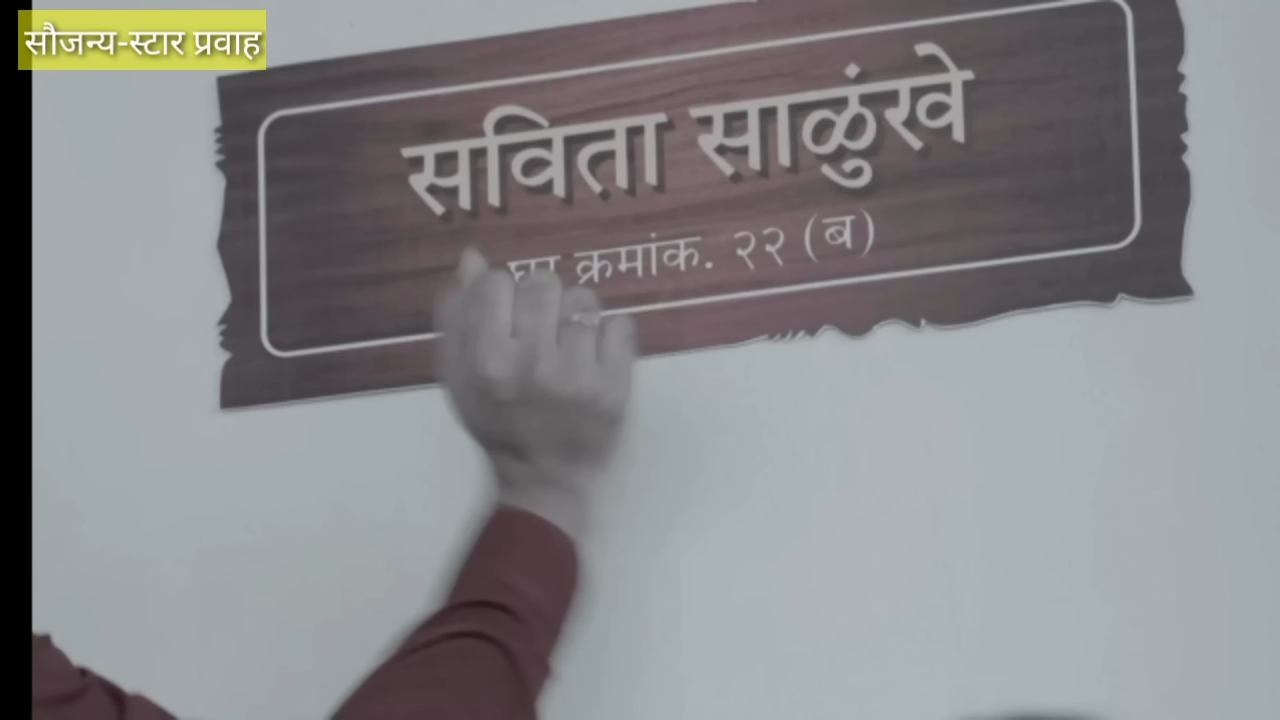 सौजन्य-स्टार प्रवाह
सविता साळुंखे
क्रमांक. २२ (ब)